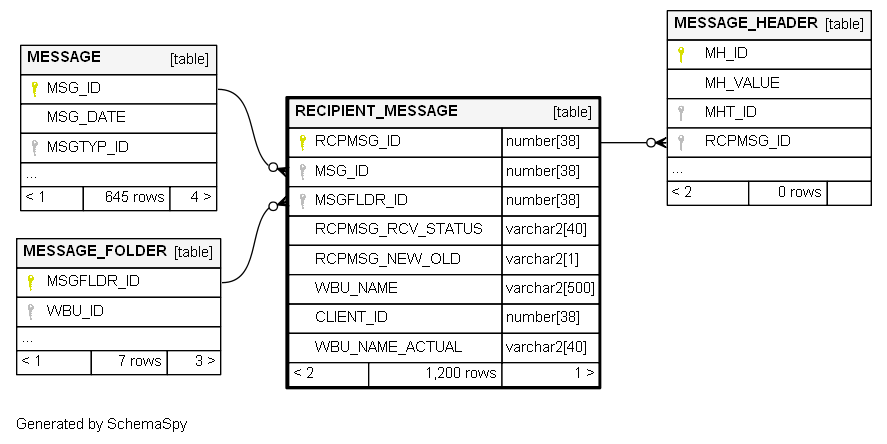 MESSAGE [table]
MSG_ID
MSG_DATE
MSGTYP_ID
...
< 1 645 rows 4 >
MESSAGE_FOLDER [table]
MSGFLDR_ID
WBU_ID
...
< 1 7 rows 3 >
RECIPIENT_MESSAGE [table]
RCPMSG_ID number[38]
MSG_ID number[38]
MSGFLDR_ID number[38]
RCPMSG_RCV_STATUS varchar2[40]
RCPMSG_NEW_OLD varchar2[1]
WBU_NAME varchar2[500]
CLIENT_ID number[38]
WBU_NAME_ACTUAL varchar2[40]
< 2 1,200 rows 1 >
MESSAGE_HEADER [table]
MH_ID
MH_VALUE
MHT_ID
RCPMSG_ID
...
< 2 0 rows
Generated by SchemaSpy